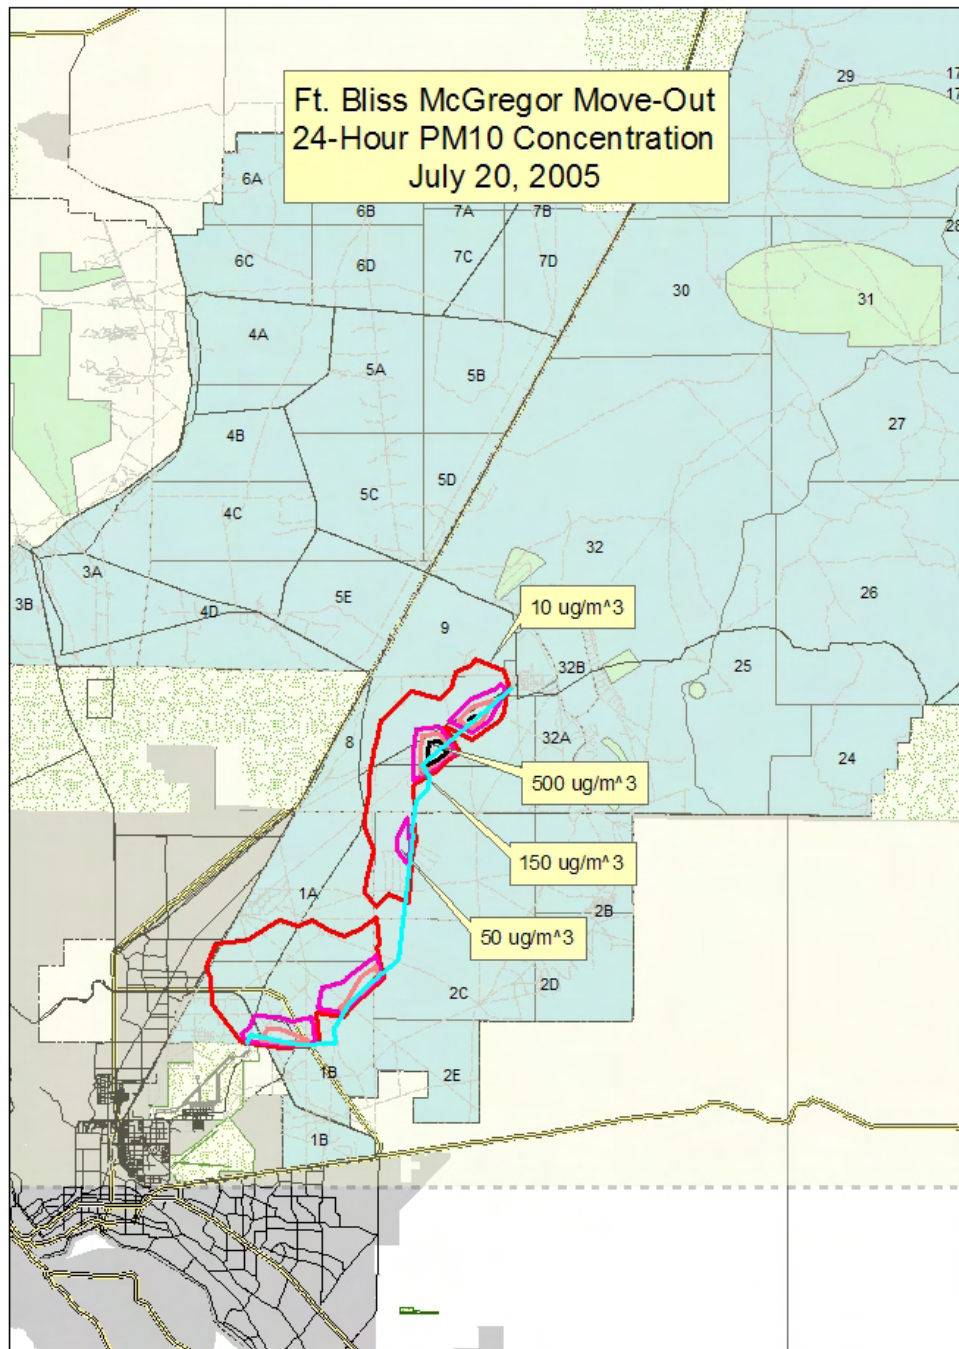 Ft. Bliss McGregor Move-Out
24-Hour PM10 Concentration
July 20, 2005
29
17
17
6A
6B
7A
7B
28
6C
6D
7C
7D
30
31
4A
5A
5B
4B
27
5C
5D
4C
32
3A
5E
26
3B
4D
10 ug/m^3
9
32B
25
8
32A
24
500 ug/m^3
150 ug/m^3
1A
2B
50 ug/m^3
2C
2D
1B
2E
1B